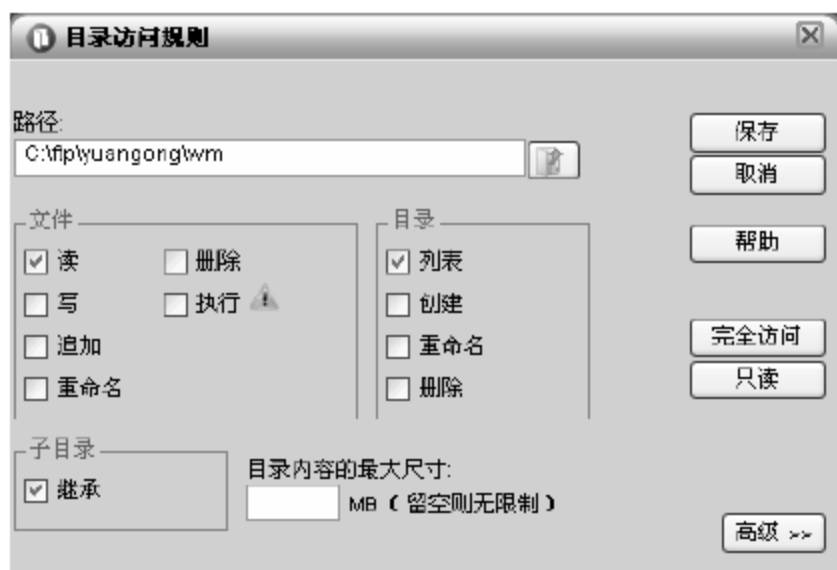 目录访问规则
路径:
C:\ftp\yuangong\wm
保存
取消
帮助
完全访问
只读
文件
读
删除
写
执行
追加
重命名
目录
列表
创建
重命名
删除
子目录
继承
目录内容的最大尺寸:
MB（留空则无限制）
高级 >>